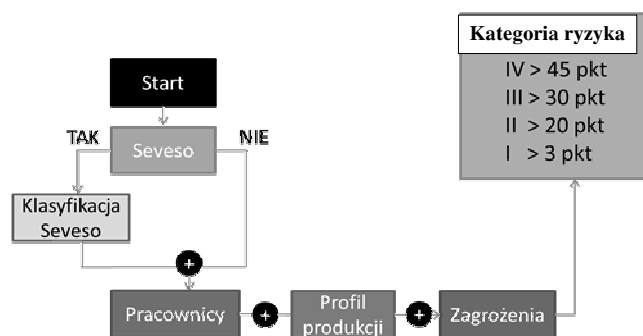 Kategoria ryzyka
IV > 45 pkt
III > 30 pkt
II > 20 pkt
I > 3 pkt
Start
TAK
Seveso
NIE
Klasyfikacja
Seveso
+
Pracownicy
+
Profil
produkcji
+
Zagrożenia